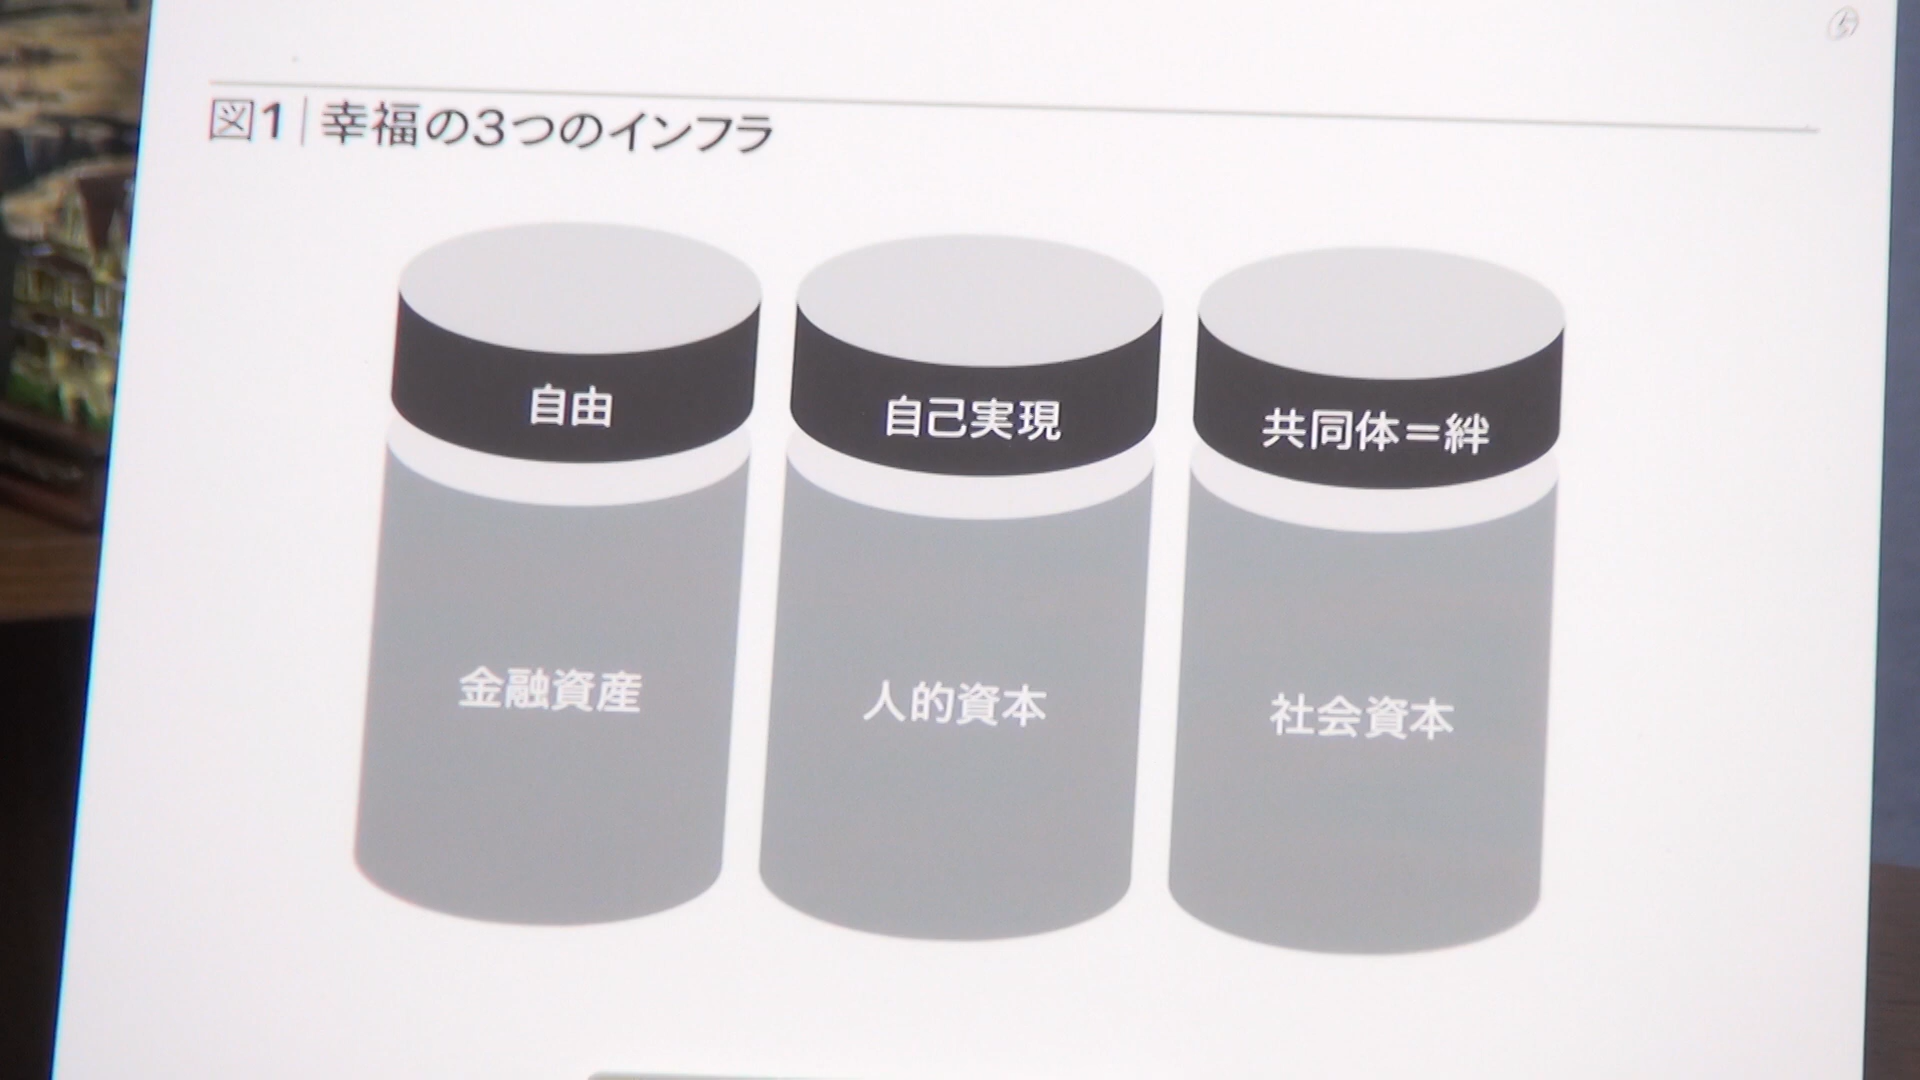 図1｜幸福の3つのインフラ
自由
自己実現
共同体＝絆
金融資産
人的資本
社会資本